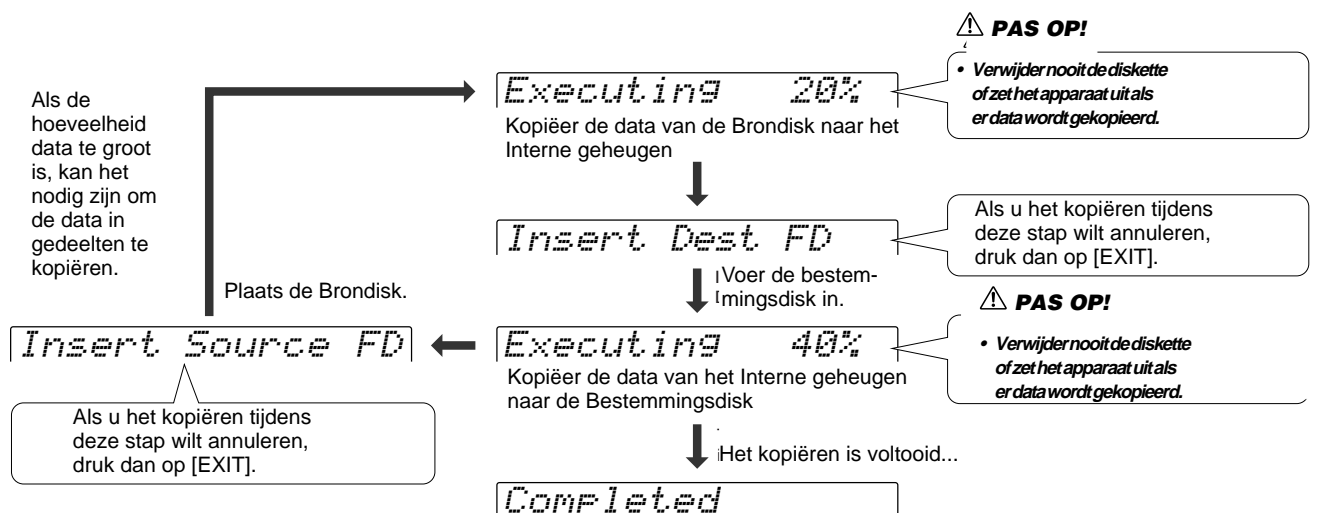 PAS OP!
• Verwijder nooit de diskette
of zet het apparaat uit als
er data wordt gekopieerd.
Als de
hoeveelheid
data te groot
is, kan het
nodig zijn om
de data in
gedeelten te
kopiëren.
Executing 20%
Kopiëer de data van de Brondisk naar het
Interne geheugen
Insert Dest FD
Als u het kopiëren tijdens
deze stap wilt annuleren,
druk dan op [EXIT].
Voer de bestem-
mingsdisk in.
Plaats de Brondisk.
PAS OP!
• Verwijder nooit de diskette
of zet het apparaat uit als
er data wordt gekopieerd.
Insert Source FD
Executing 40%
Kopiëer de data van het Interne geheugen
naar de Bestemmingsdisk
Als u het kopiëren tijdens
deze stap wilt annuleren,
druk dan op [EXIT].
Het kopiëren is voltooid...
Completed